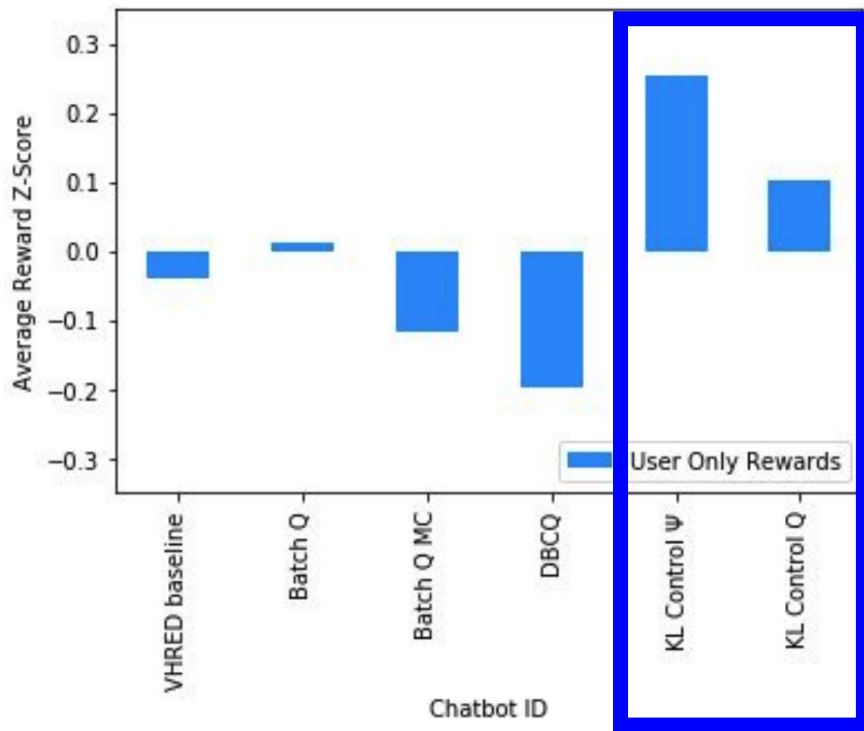 0.3
0.2
0.1
0.0
−0.1
−0.2
−0.3
Average Reward Z-Score
User Only Rewards
VHRED baseline
Batch Q
Batch Q MC
DBCQ
KL Control Ψ
KL Control Q
Chatbot ID